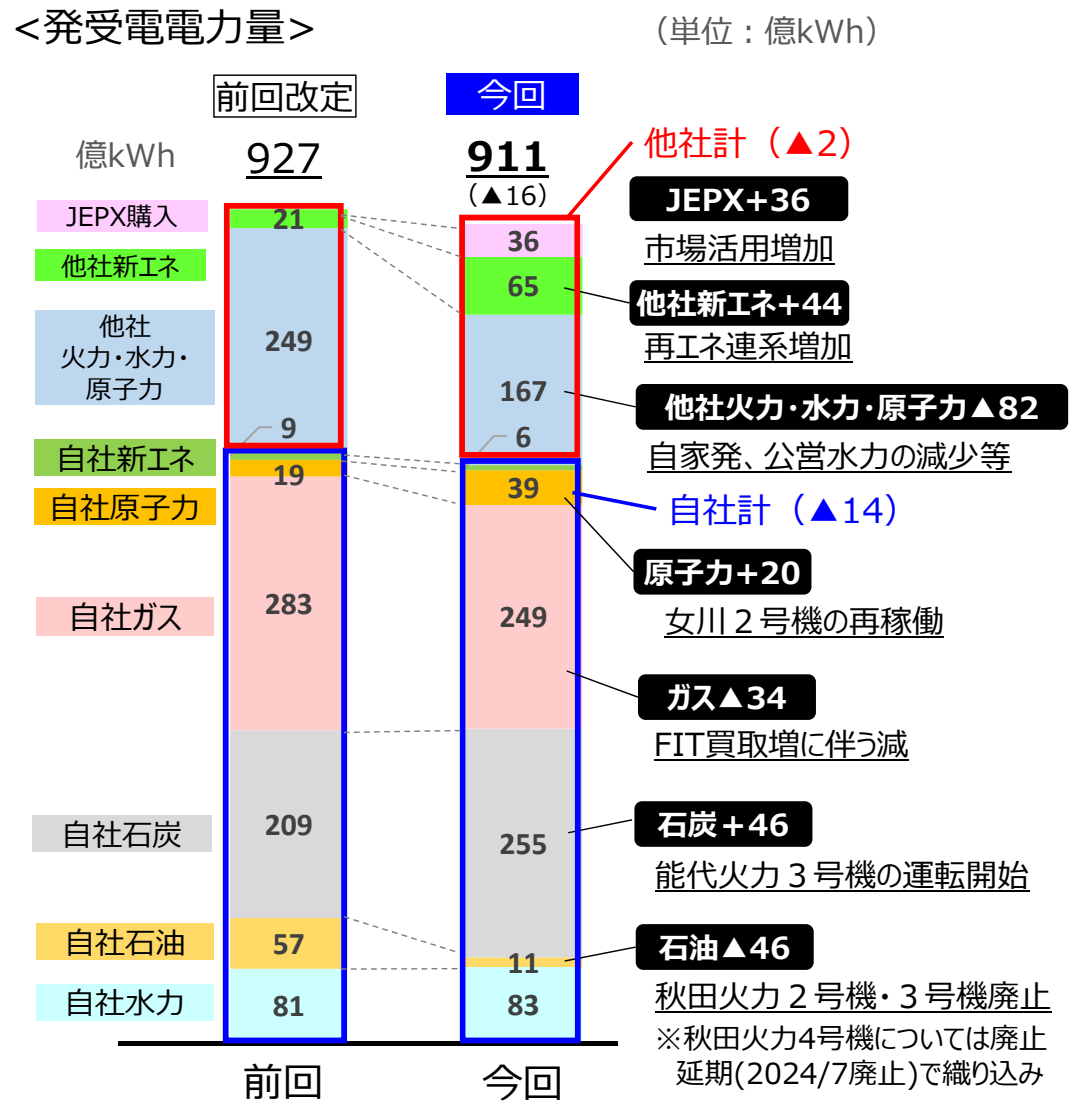 <発受電電力量>
（単位：億kWh）
前回改定
今回
億kWh
927
911
（▲16）
他社計（▲2）
JEPX購入
他社新エネ
他社
火力・水力・
原子力
自社新エネ
自社原子力
自社ガス
自社石炭
自社石油
自社水力
21
249
9
19
283
209
57
81
36
65
167
6
39
249
255
11
83
JEPX+36
市場活用増加
他社新エネ+44
再エネ連系増加
他社火力・水力・原子力▲82
自家発、公営水力の減少等
自社計（▲14）
原子力+20
女川２号機の再稼働
ガス▲34
FIT買取増に伴う減
石炭＋46
能代火力３号機の運転開始
石油▲46
秋田火力２号機・３号機廃止
※秋田火力4号機については廃止
延期(2024/7廃止)で織り込み
前回
今回